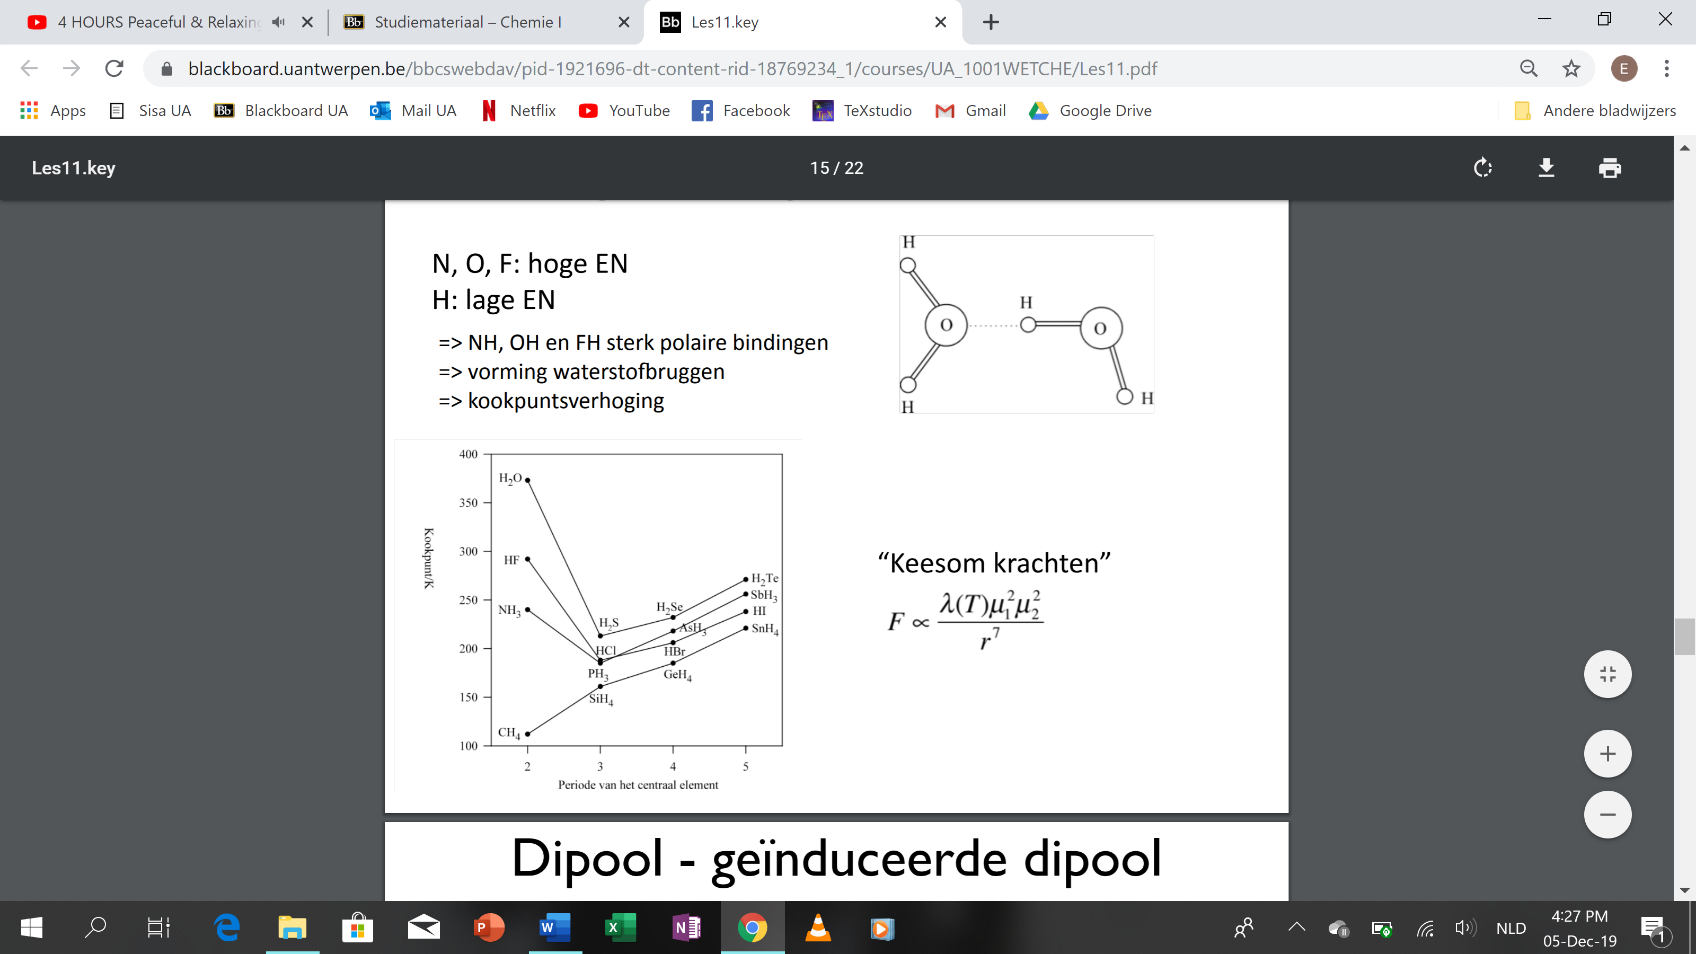 4 HOURS Peaceful & Relaxing
Studiemateriaal – Chemie I
Les11.key
blackboard.uantwerpen.be/bbcswebdav/pid-1921696-dt-content-rid-18769234_1/courses/UA_1001WETCHE/Les11.pdf
E
Apps
Sisa UA
Blackboard UA
Mail UA
Netflix
YouTube
Facebook
TeXstudio
Gmail
Google Drive
Andere bladwijzers
Les11.key
15 / 22
N, O, F: hoge EN
H: lage EN
=> NH, OH en FH sterk polaire bindingen
=> vorming waterstofbruggen
=> kookpuntsverhoging
H
H
O
O
H
H
400
350
300
250
200
150
100
Kookpunt/K
H₂O
HF
NH₃
CH₄
H₂S
HCl
PH₃
SiH₄
H₂Se
AsH₃
HBr
GeH₄
H₂Te
SbH₃
HI
SnH₄
2 3 4 5
Periode van het centraal element
“Keesom krachten”
F ∝ λ(T)μ₁²μ₂² / r⁷
Dipool - geïnduceerde dipool
NLD
4:27 PM
05-Dec-19
1